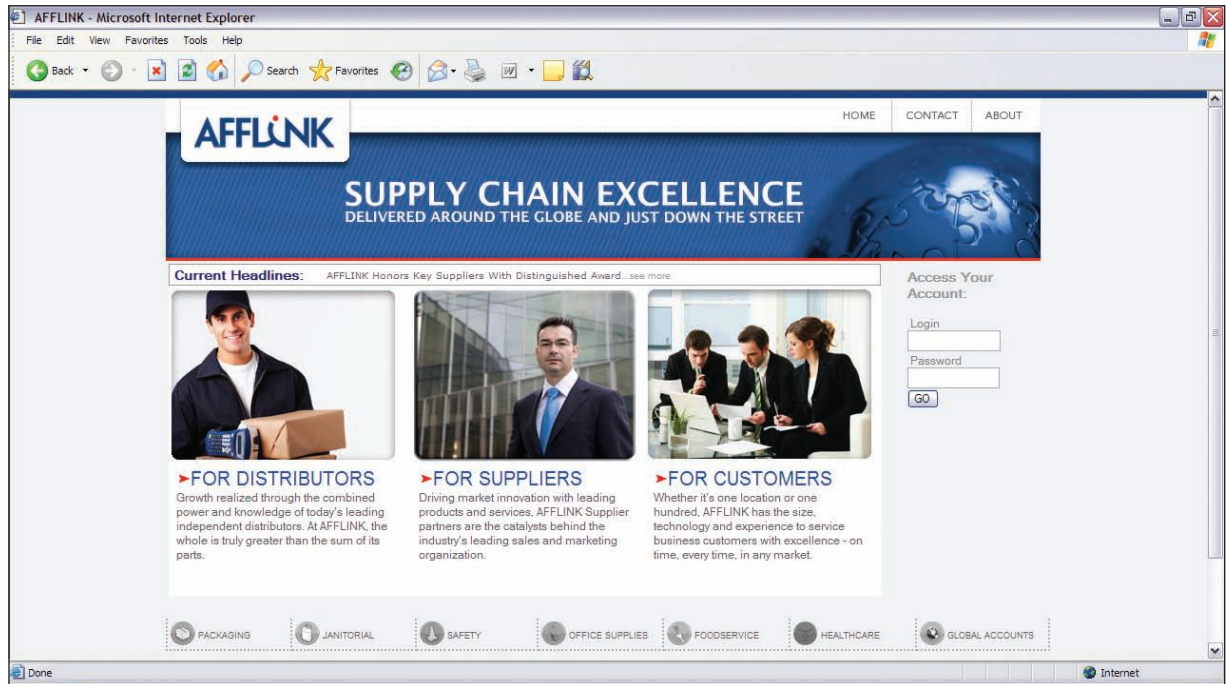 AFFLINK - Microsoft Internet Explorer
File Edit View Favorites Tools Help
Back Search Favorites
AFFLINK
HOME CONTACT ABOUT
SUPPLY CHAIN EXCELLENCE
DELIVERED AROUND THE GLOBE AND JUST DOWN THE STREET
Current Headlines: AFFLINK Honors Key Suppliers With Distinguished Award...see more
Access Your
Account:
Login
Password
GO
FOR DISTRIBUTORS
Growth realized through the combined
power and knowledge of today's leading
independent distributors. At AFFLINK, the
whole is truly greater than the sum of its
parts.
FOR SUPPLIERS
Driving market innovation with leading
products and services, AFFLINK Supplier
partners are the catalysts behind the
industry's leading sales and marketing
organization.
FOR CUSTOMERS
Whether it's one location or one
hundred, AFFLINK has the size,
technology and experience to service
business customers with excellence - on
time, every time, in any market.
PACKAGING JANITORIAL SAFETY OFFICE SUPPLIES FOODSERVICE HEALTHCARE GLOBAL ACCOUNTS
Done Internet